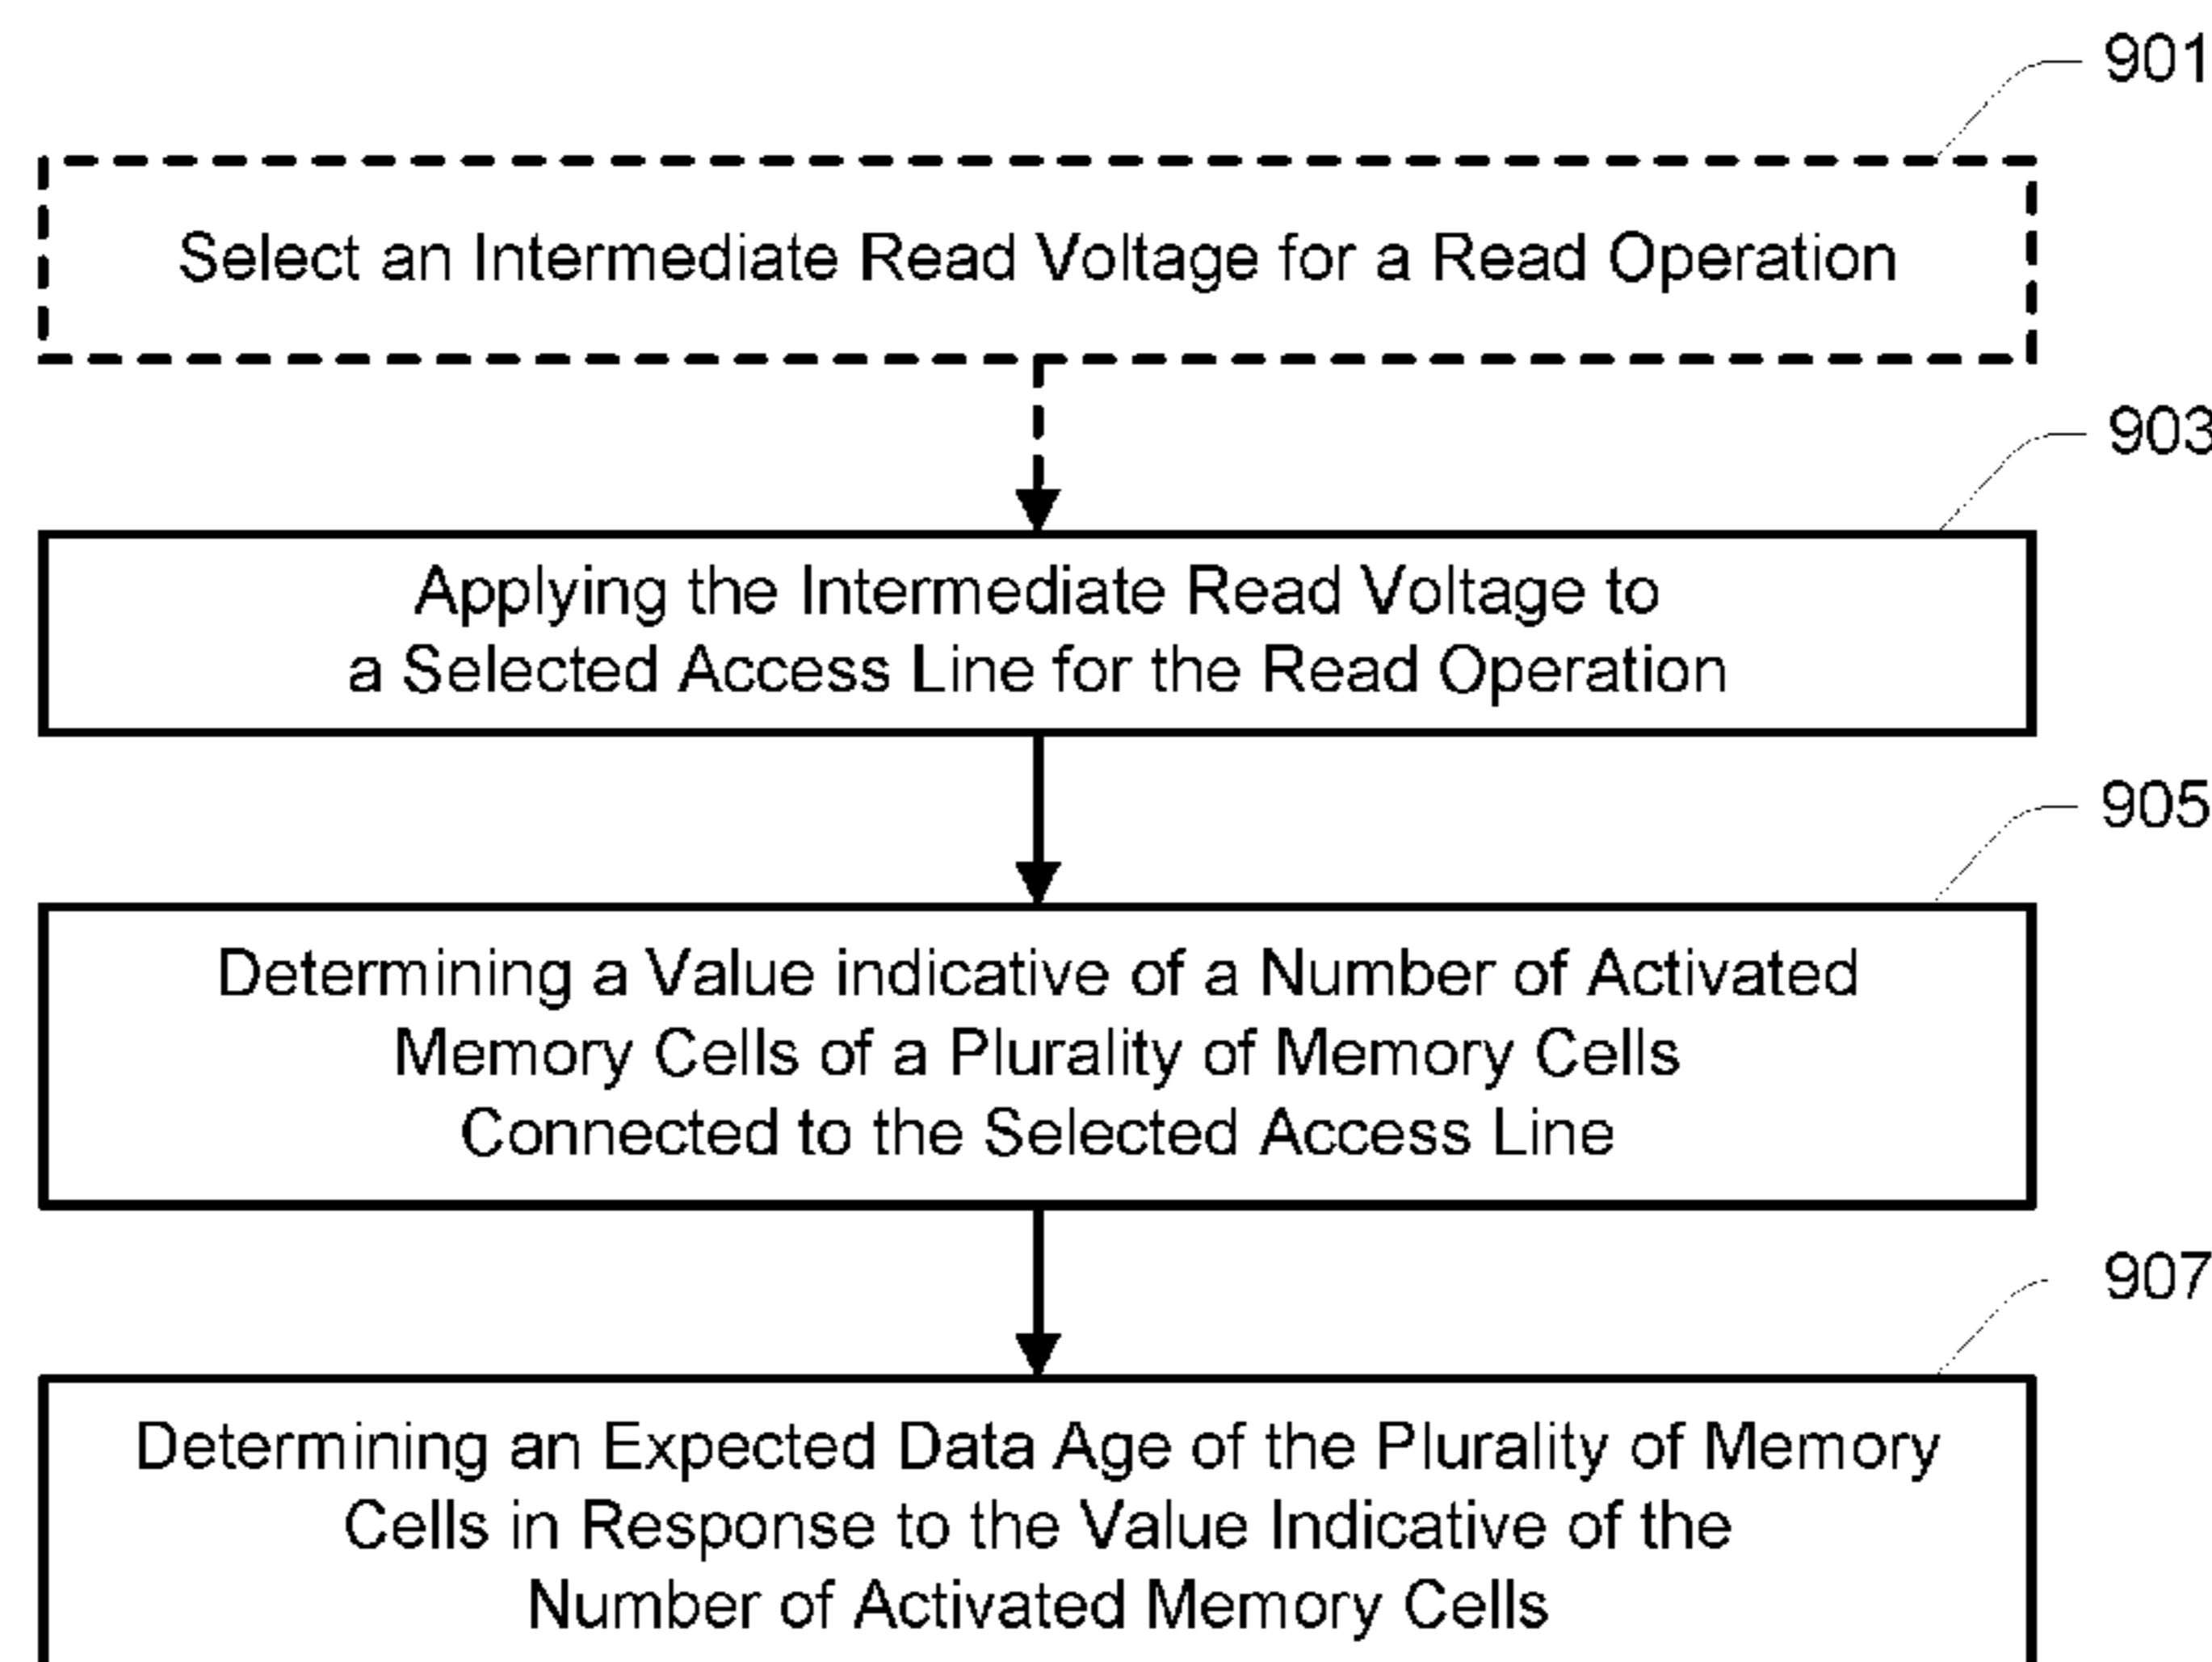 901
Select an Intermediate Read Voltage for a Read Operation
903
Applying the Intermediate Read Voltage to
a Selected Access Line for the Read Operation
905
Determining a Value indicative of a Number of Activated
Memory Cells of a Plurality of Memory Cells
Connected to the Selected Access Line
907
Determining an Expected Data Age of the Plurality of Memory
Cells in Response to the Value Indicative of the
Number of Activated Memory Cells